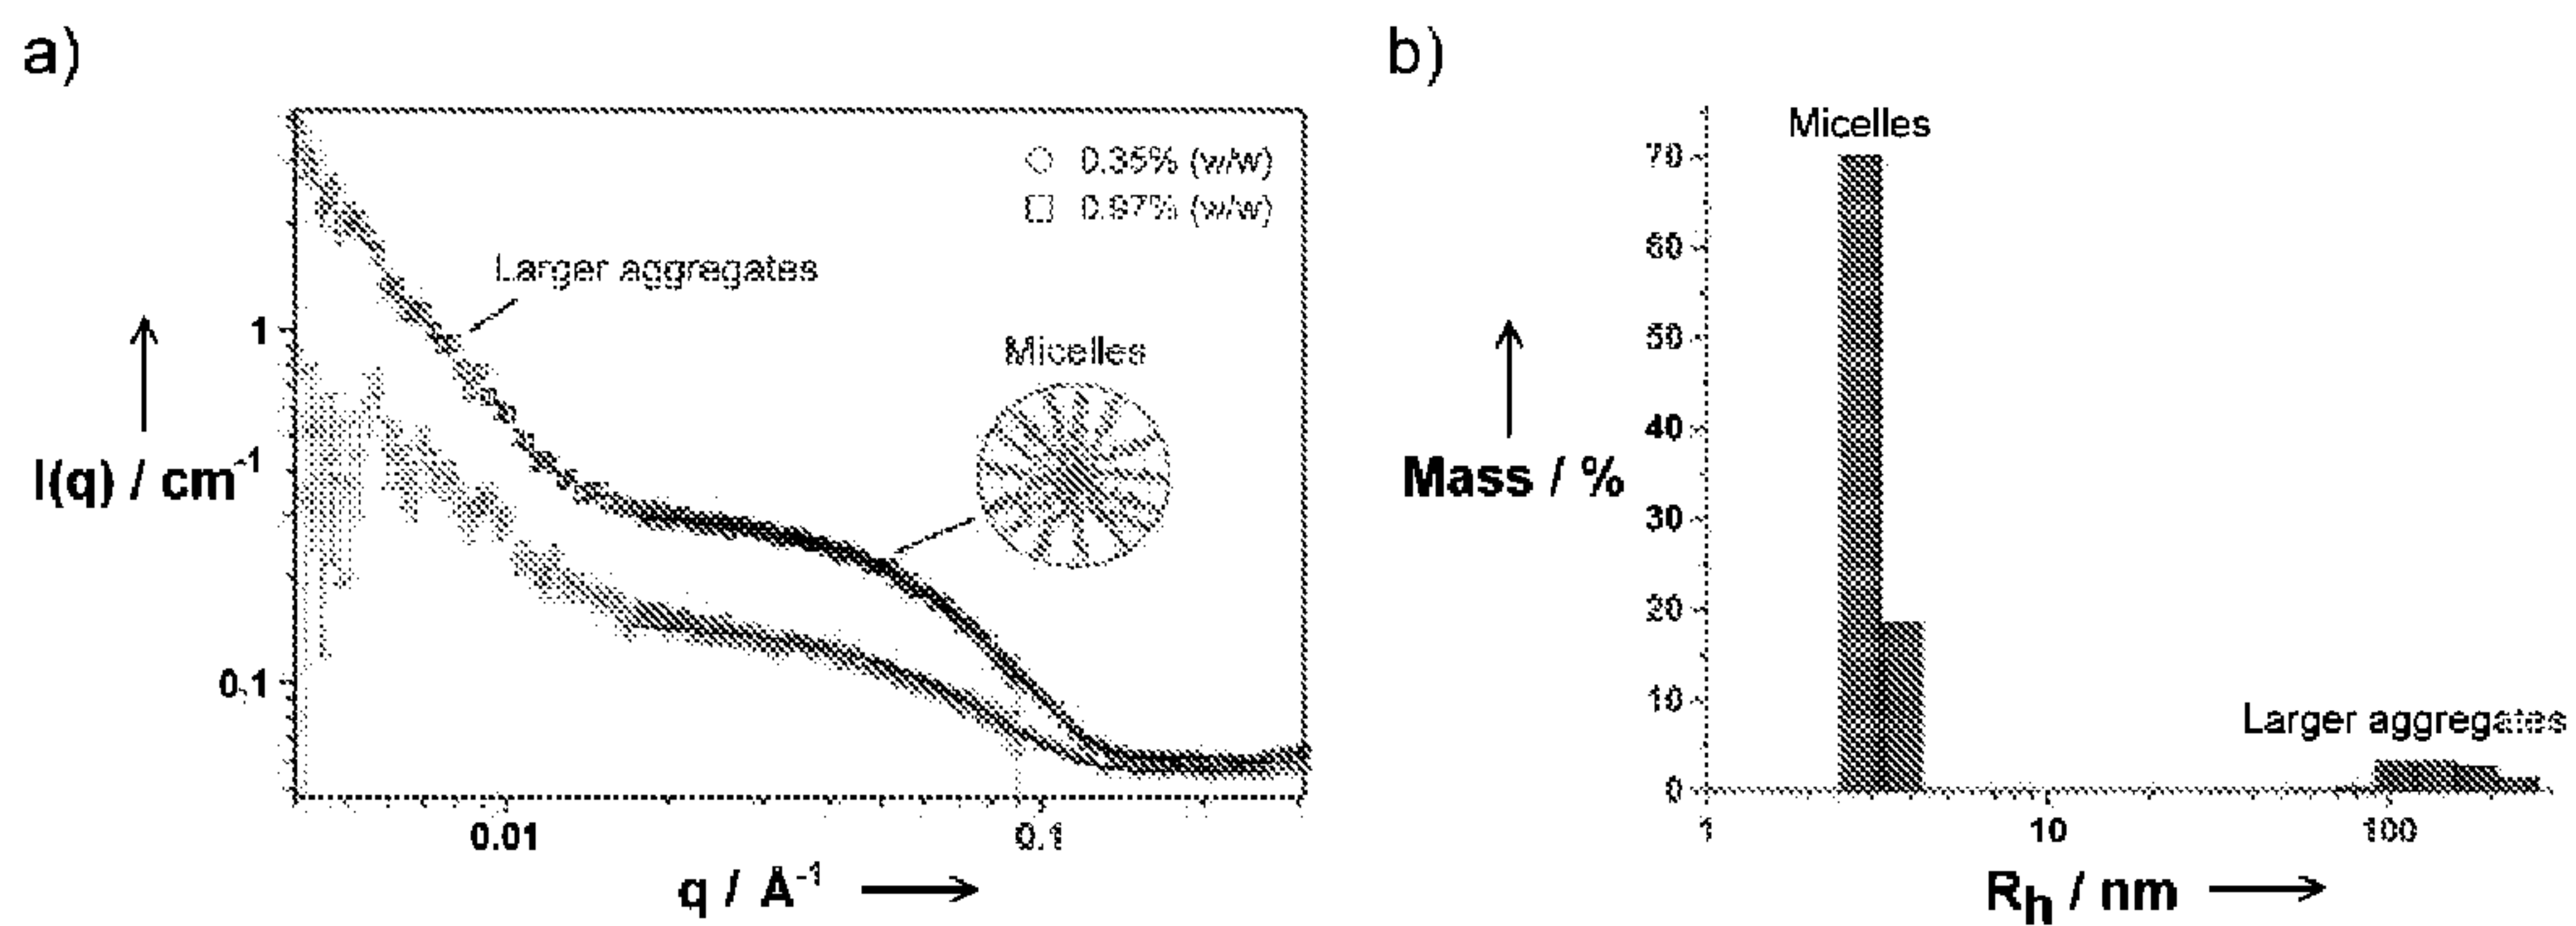 a)
0.35% (w/w)
0.97% (w/w)
Larger aggregates
Micelles
1
0.1
I(q) / cm-1
0.01
0.1
q / Å-1
b)
Micelles
70
60
50
40
30
20
10
0
Mass / %
Larger aggregates
1
10
100
Rh / nm